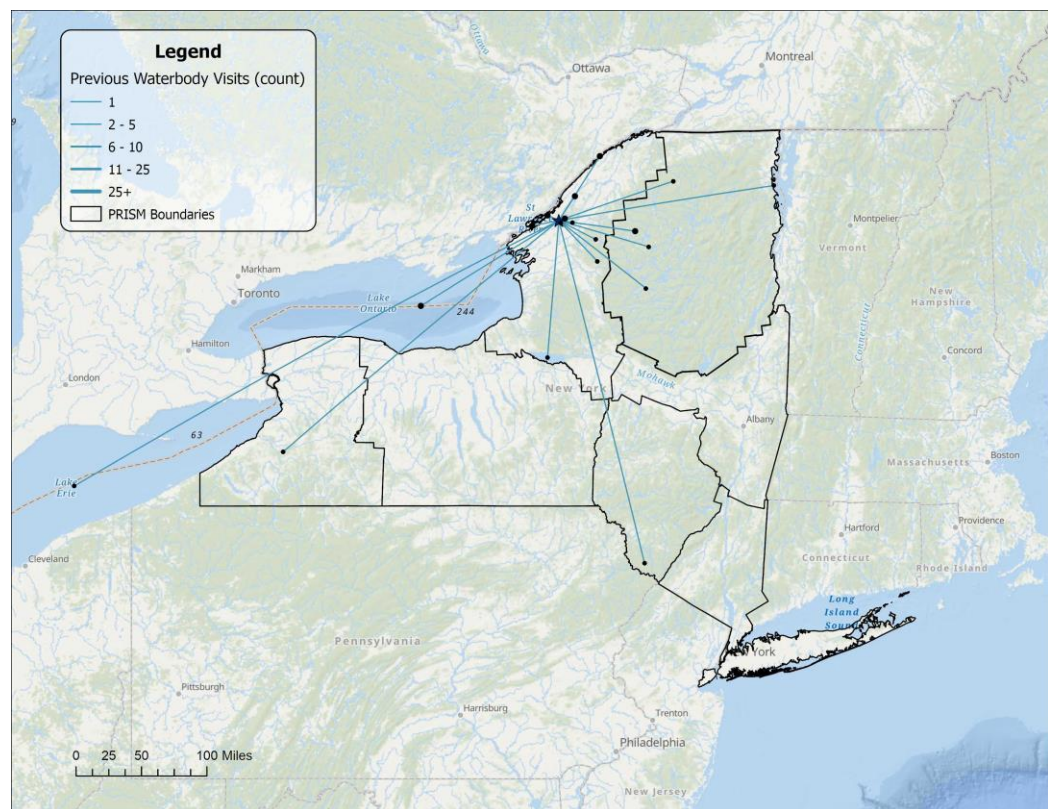 Legend
Previous Waterbody Visits (count)
1
2 - 5
6 - 10
11 - 25
25+
PRISM Boundaries
Ottawa
Ottawa
Montreal
St
Montpelier
Vermont
Markham
Toronto
Lake
Ontario
244
New
Hampshire
Connecticut
Hamilton
Concord
London
Mohawk
New York
Albany
63
Massachusetts
Boston
Lake
Erie
Hartford
Providence
Connecticut
Rhode Island
Cleveland
Long
Island
Sound
Pennsylvania
York
Pittsburgh
Harrisburg
Trenton
Philadelphia
New Jersey
0 25 50 100 Miles